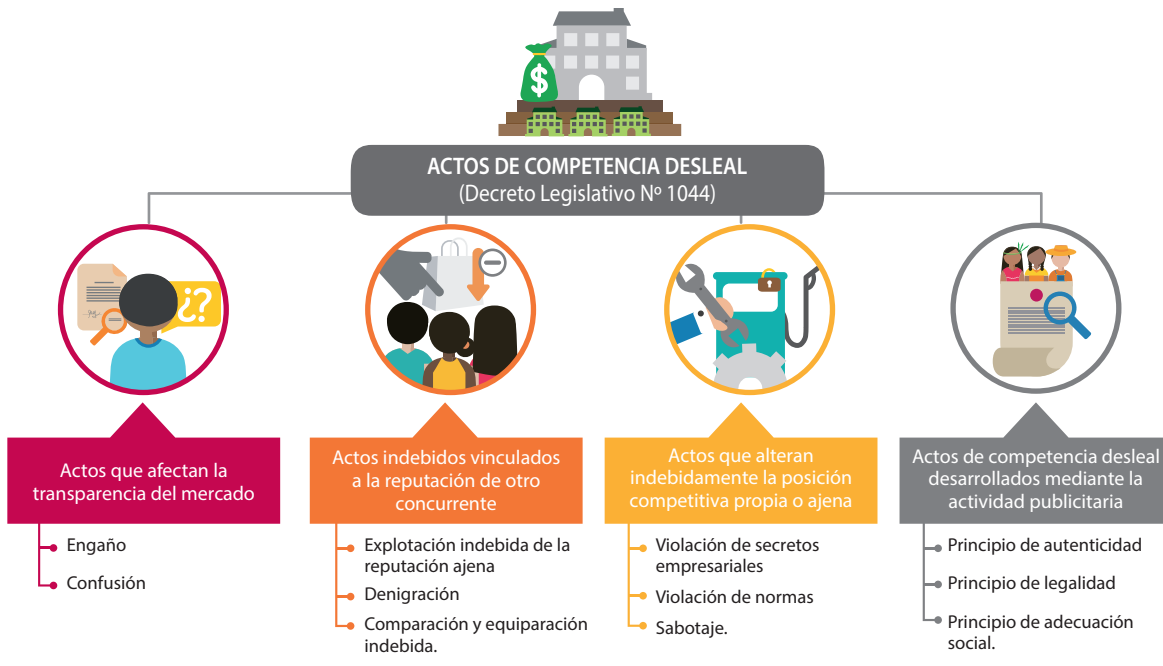 $
ACTOS DE COMPETENCIA DESLEAL
(Decreto Legislativo Nº 1044)
¿?
Actos que afectan la
transparencia del mercado
Engaño
Confusión
Actos indebidos vinculados
a la reputación de otro
concurrente
Explotación indebida de la
reputación ajena
Denigración
Comparación y equiparación
indebida.
Actos que alteran
indebidamente la posición
competitiva propia o ajena
Violación de secretos
empresariales
Violación de normas
Sabotaje.
Actos de competencia desleal
desarrollados mediante la
actividad publicitaria
Principio de autenticidad
Principio de legalidad
Principio de adecuación
social.